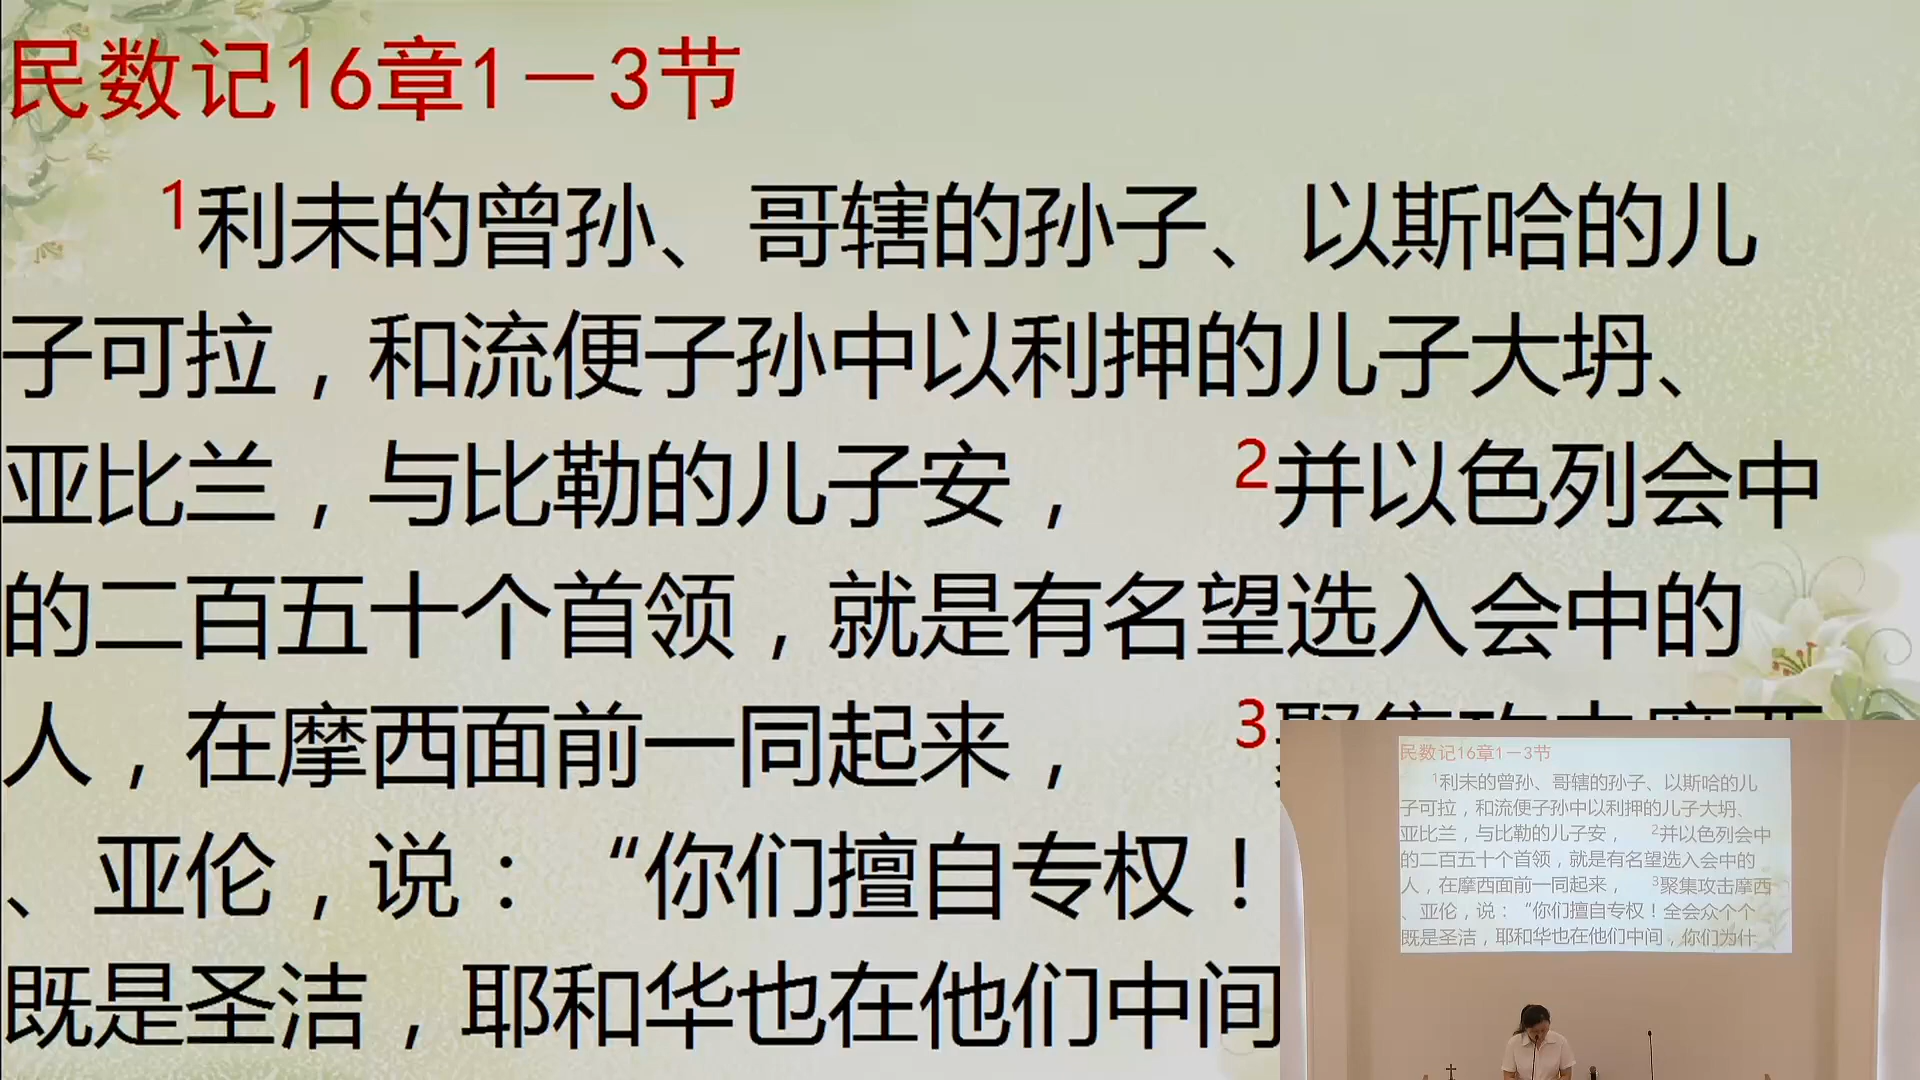 民数记16章1－3节
1利未的曾孙、哥辖的孙子、以斯哈的儿
子可拉，和流便子孙中以利押的儿子大坍、
亚比兰，与比勒的儿子安， 2并以色列会中
的二百五十个首领，就是有名望选入会中的
人，在摩西面前一同起来， 3聚集攻击摩西
、亚伦，说：“你们擅自专权！
既是圣洁，耶和华也在他们中间
民数记16章1－3节
1利未的曾孙、哥辖的孙子、以斯哈的儿
子可拉，和流便子孙中以利押的儿子大坍、
亚比兰，与比勒的儿子安， 2并以色列会中
的二百五十个首领，就是有名望选入会中的
人，在摩西面前一同起来， 3聚集攻击摩西
、亚伦，说：“你们擅自专权！全会众个个
既是圣洁，耶和华也在他们中间，你们为什